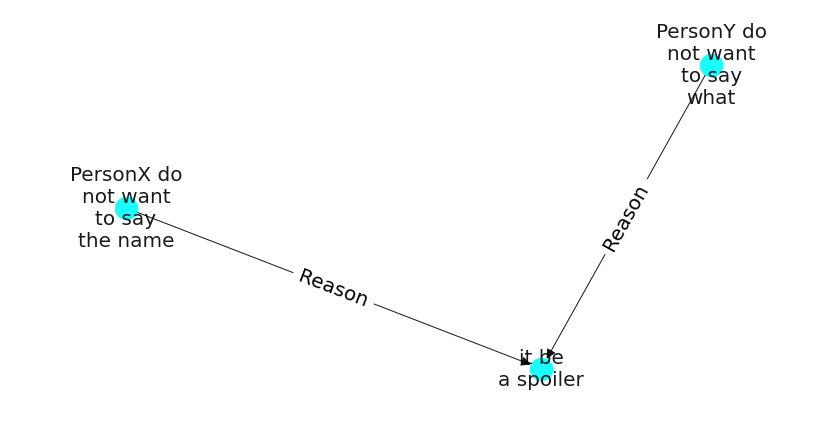 PersonY do
not want
to say
what
PersonX do
not want
to say
the name
Reason
Reason
it be
a spoiler